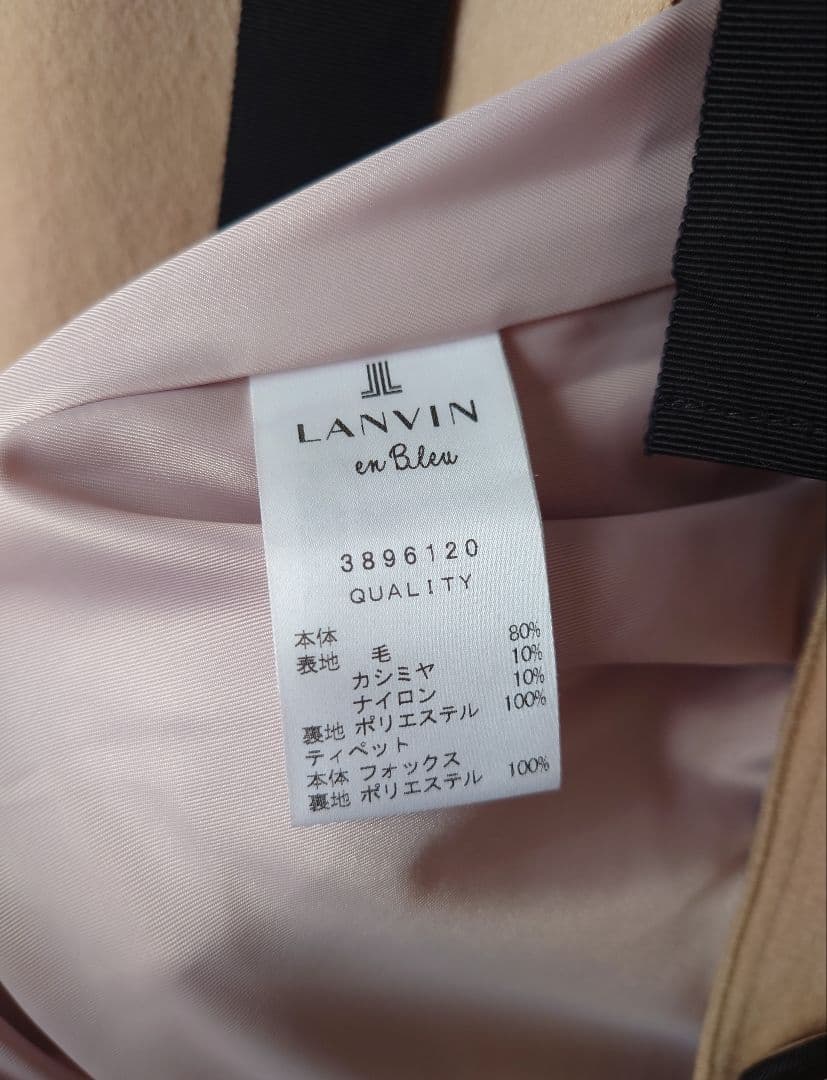 LANVIN
en Bleu
3896120
QUALITY
本体
表地 毛 80%
カシミヤ 10%
ナイロン 10%
裏地 ポリエステル 100%
ティペット
本体 フォックス
裏地 ポリエステル 100%